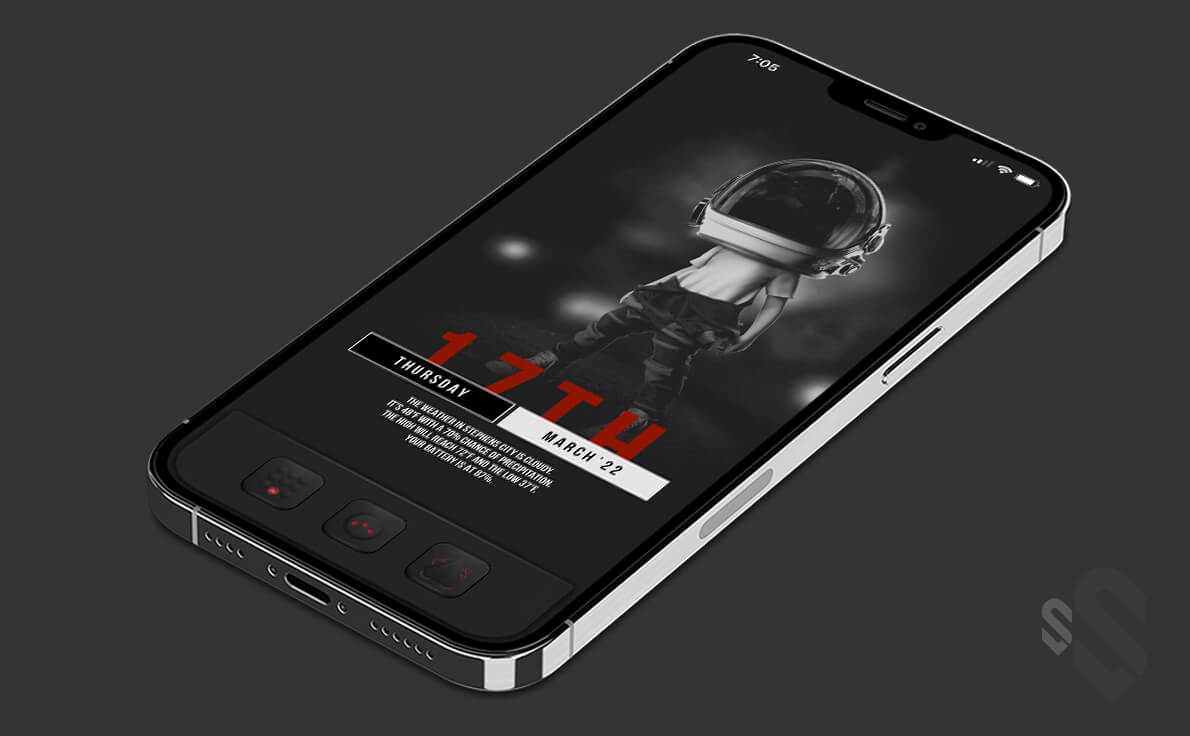 7:05
17TH
THURSDAY
MARCH '22
THE WEATHER IN STEPHENS CITY IS CLOUDY.
IT'S 48°F WITH A 70% CHANCE OF PRECIPITATION.
THE HIGH WILL REACH 72°F AND THE LOW 37°F.
YOUR BATTERY IS AT 87%.